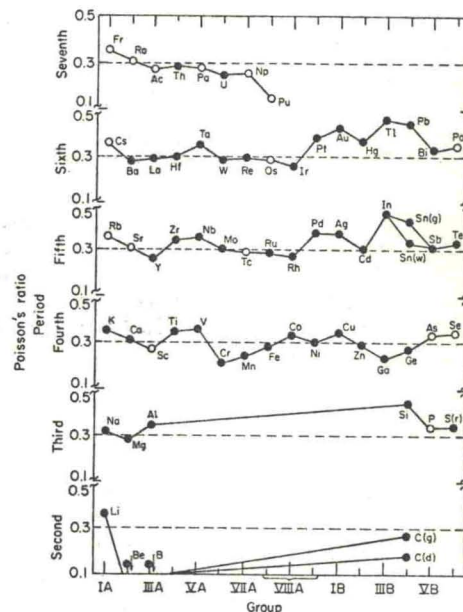 Poisson's ratio
Period
Seventh
0.5
0.3
0.1
Fr Ra Ac Th Pa U Np Pu
Sixth
0.5
0.3
0.1
Cs Ba La Hf Ta W Re Os Ir Pt Au Hg Tl Pb Bi Po
Fifth
0.5
0.3
0.1
Rb Sr Y Zr Nb Mo Tc Ru Rh Pd Ag Cd In Sn(g) Sn(w) Sb Te
Fourth
0.5
0.3
0.1
K Ca Sc Ti V Cr Mn Fe Co Ni Cu Zn Ga Ge As Se
Third
0.5
0.3
0.1
Na Mg Al Si P S(r)
Second
0.5
0.3
0.1
Li Be B C(g) C(d)
IA IIIA VA VIIA VIIIA IB IIIB VB
Group